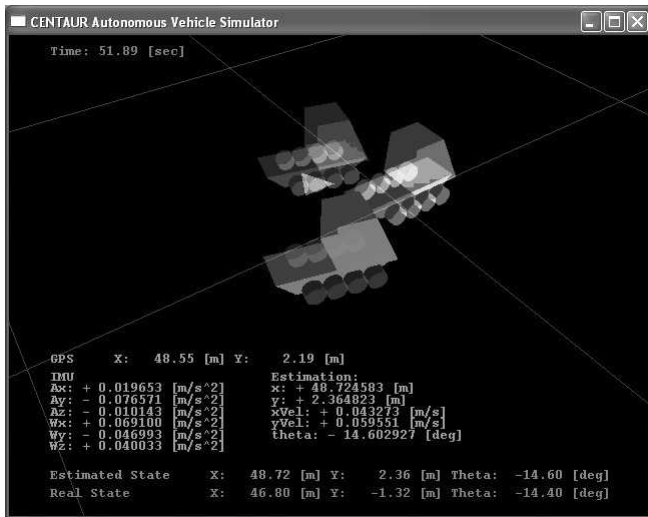 CENTAUR Autonomous Vehicle Simulator
Time: 51.89 [sec]
GPS X: 48.55 [m] Y: 2.19 [m]
IMU
Ax: + 0.019653 [m/s^2]
Ay: - 0.076571 [m/s^2]
Az: - 0.010143 [m/s^2]
Wx: + 0.069100 [m/s^2]
Wy: - 0.046993 [m/s^2]
Wz: + 0.040033 [m/s^2]
Estimation:
x: + 48.724583 [m]
y: + 2.364823 [m]
xVel: + 0.043273 [m/s]
yVel: + 0.059551 [m/s]
theta: - 14.602927 [deg]
Estimated State X: 48.72 [m] Y: 2.36 [m] Theta: -14.60 [deg]
Real State X: 46.80 [m] Y: -1.32 [m] Theta: -14.40 [deg]